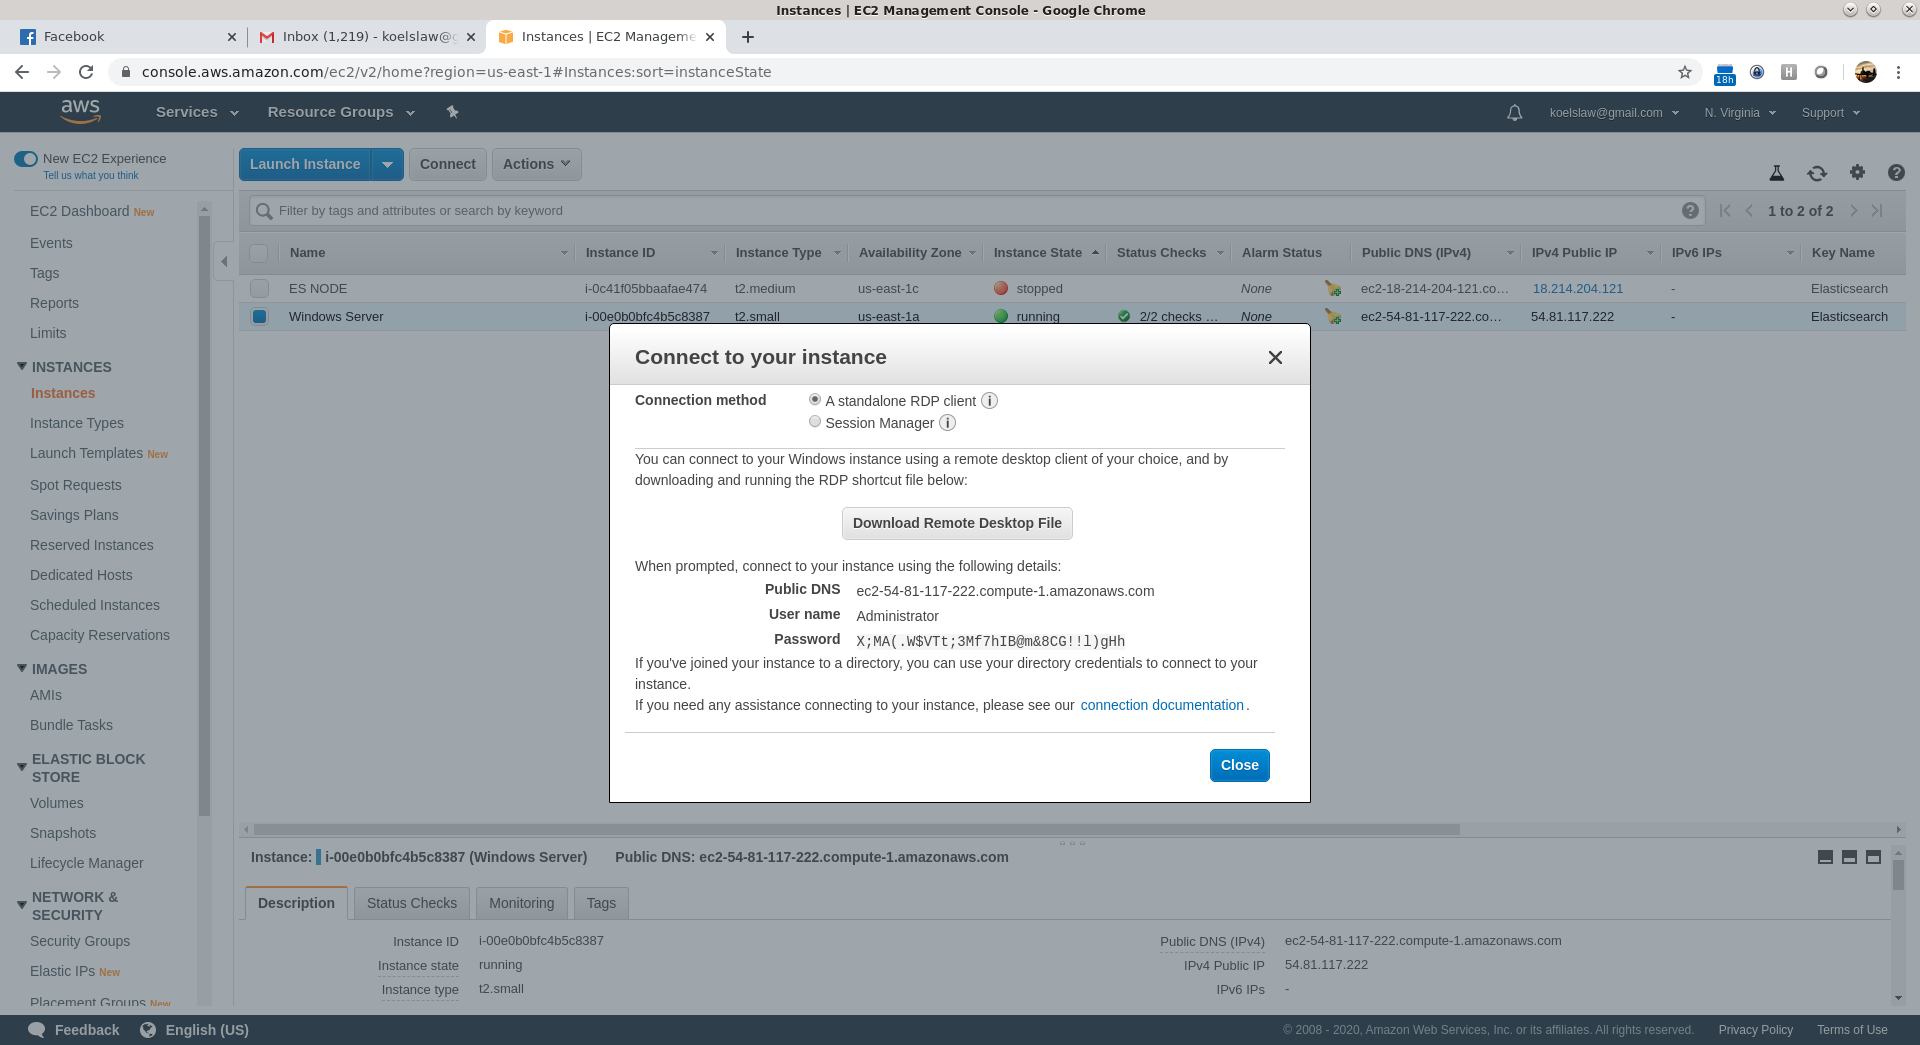 Instances | EC2 Management Console - Google Chrome
Facebook
Inbox (1,219) - koelslaw@g
Instances | EC2 Manageme
console.aws.amazon.com/ec2/v2/home?region=us-east-1#Instances:sort=instanceState
18h
H
aws
Services
Resource Groups
koelslaw@gmail.com
N. Virginia
Support
New EC2 Experience
Tell us what you think
Launch Instance
Connect
Actions
Filter by tags and attributes or search by keyword
1 to 2 of 2
Name
Instance ID
Instance Type
Availability Zone
Instance State
Status Checks
Alarm Status
Public DNS (IPv4)
IPv4 Public IP
IPv6 IPs
Key Name
ES NODE
i-0c41f05bbaafae474
t2.medium
us-east-1c
stopped
None
ec2-18-214-204-121.co...
18.214.204.121
-
Elasticsearch
Windows Server
i-00e0b0bfc4b5c8387
t2.small
us-east-1a
running
2/2 checks ...
None
ec2-54-81-117-222.co...
54.81.117.222
-
Elasticsearch
EC2 Dashboard New
Events
Tags
Reports
Limits
INSTANCES
Instances
Instance Types
Launch Templates New
Spot Requests
Savings Plans
Reserved Instances
Dedicated Hosts
Scheduled Instances
Capacity Reservations
IMAGES
AMIs
Bundle Tasks
ELASTIC BLOCK
STORE
Volumes
Snapshots
Lifecycle Manager
NETWORK &
SECURITY
Security Groups
Elastic IPs New
Placement Groups New
Connect to your instance
Connection method
A standalone RDP client
Session Manager
You can connect to your Windows instance using a remote desktop client of your choice, and by
downloading and running the RDP shortcut file below:
Download Remote Desktop File
When prompted, connect to your instance using the following details:
Public DNS ec2-54-81-117-222.compute-1.amazonaws.com
User name Administrator
Password X;MA(.W$VTt;3Mf7hIB@m&8CG!!l)gHh
If you've joined your instance to a directory, you can use your directory credentials to connect to your
instance.
If you need any assistance connecting to your instance, please see our connection documentation.
Close
Instance: i-00e0b0bfc4b5c8387 (Windows Server) Public DNS: ec2-54-81-117-222.compute-1.amazonaws.com
Description
Status Checks
Monitoring
Tags
Instance ID i-00e0b0bfc4b5c8387
Public DNS (IPv4) ec2-54-81-117-222.compute-1.amazonaws.com
Instance state running
IPv4 Public IP 54.81.117.222
Instance type t2.small
IPv6 IPs -
Feedback
English (US)
© 2008 - 2020, Amazon Web Services, Inc. or its affiliates. All rights reserved.
Privacy Policy
Terms of Use